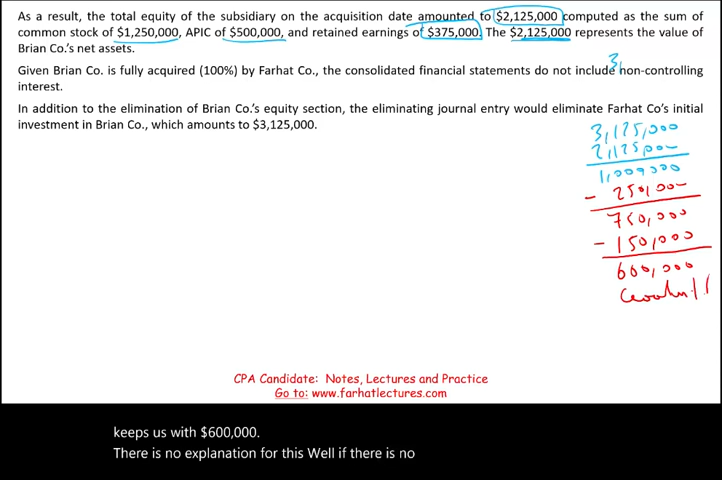 As a result, the total equity of the subsidiary on the acquisition date amounted to $2,125,000 computed as the sum of
common stock of $1,250,000, APIC of $500,000, and retained earnings of $375,000. The $2,125,000 represents the value of
Brian Co.'s net assets.
Given Brian Co. is fully acquired (100%) by Farhat Co., the consolidated financial statements do not include non-controlling
interest.
In addition to the elimination of Brian Co.'s equity section, the eliminating journal entry would eliminate Farhat Co's initial
investment in Brian Co., which amounts to $3,125,000.
3,
3,125,000
2,125,000
1,000,000
- 250,000
750,000
- 150,000
600,000
Goodwill
CPA Candidate: Notes, Lectures and Practice
Go to: www.farhatlectures.com
keeps us with $600,000.
There is no explanation for this Well if there is no